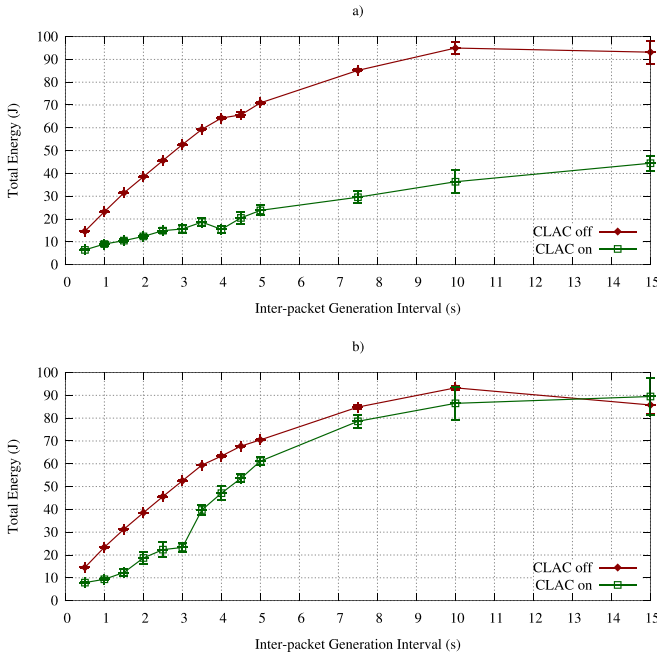 a)
100
90
80
70
60
50
40
30
20
10
0
Total Energy (J)
CLAC off
CLAC on
0 1 2 3 4 5 6 7 8 9 10 11 12 13 14 15
Inter-packet Generation Interval (s)
b)
100
90
80
70
60
50
40
30
20
10
0
Total Energy (J)
CLAC off
CLAC on
0 1 2 3 4 5 6 7 8 9 10 11 12 13 14 15
Inter-packet Generation Interval (s)